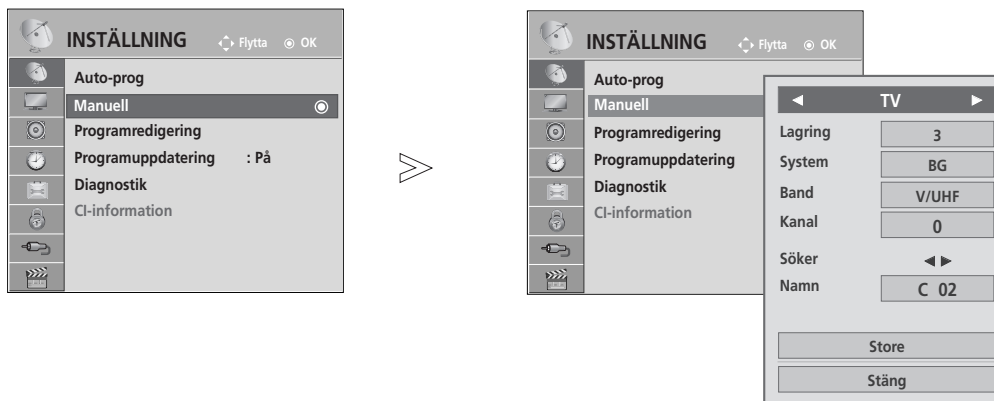 INSTÄLLNING Flytta OK
Auto-prog
Manuell
Programredigering
Programuppdatering : På
Diagnostik
CI-information
INSTÄLLNING Flytta OK
Auto-prog
Manuell
Programredigering
Programuppdatering
Diagnostik
CI-information
TV
Lagring 3
System BG
Band V/UHF
Kanal 0
Söker
Namn C 02
Store
Stäng